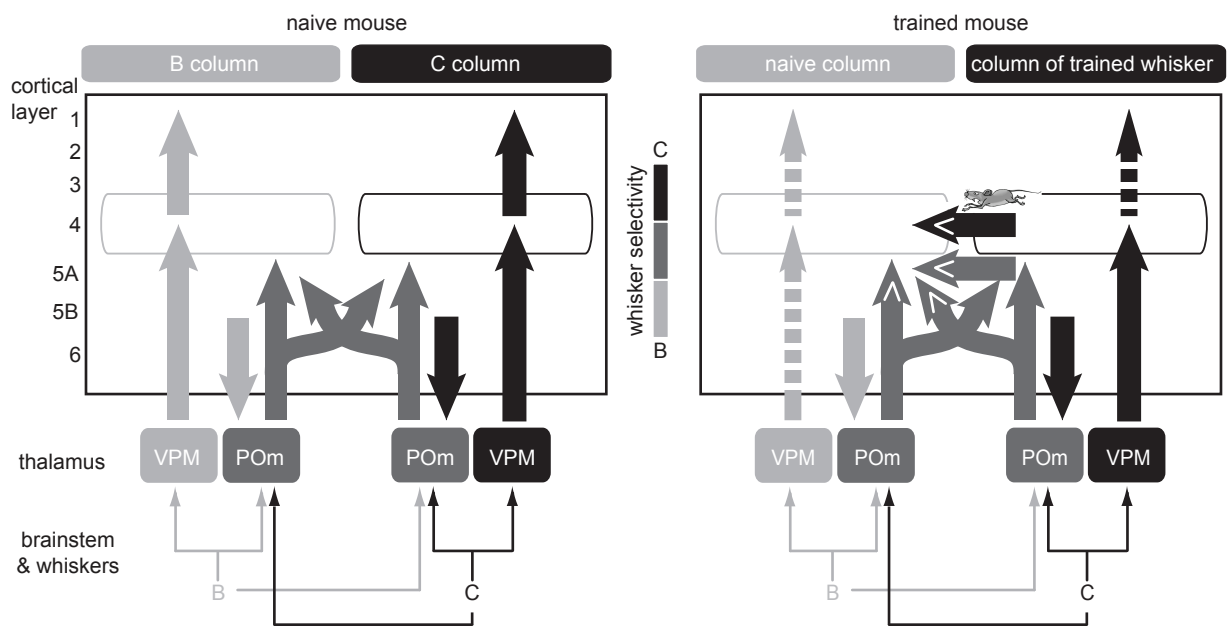 naive mouse
trained mouse
B column
C column
naive column
column of trained whisker
cortical
layer
1
2
3
4
5A
5B
6
C
whisker selectivity
B
thalamus
VPM
POm
POm
VPM
VPM
POm
POm
VPM
brainstem
& whiskers
B
C
B
C